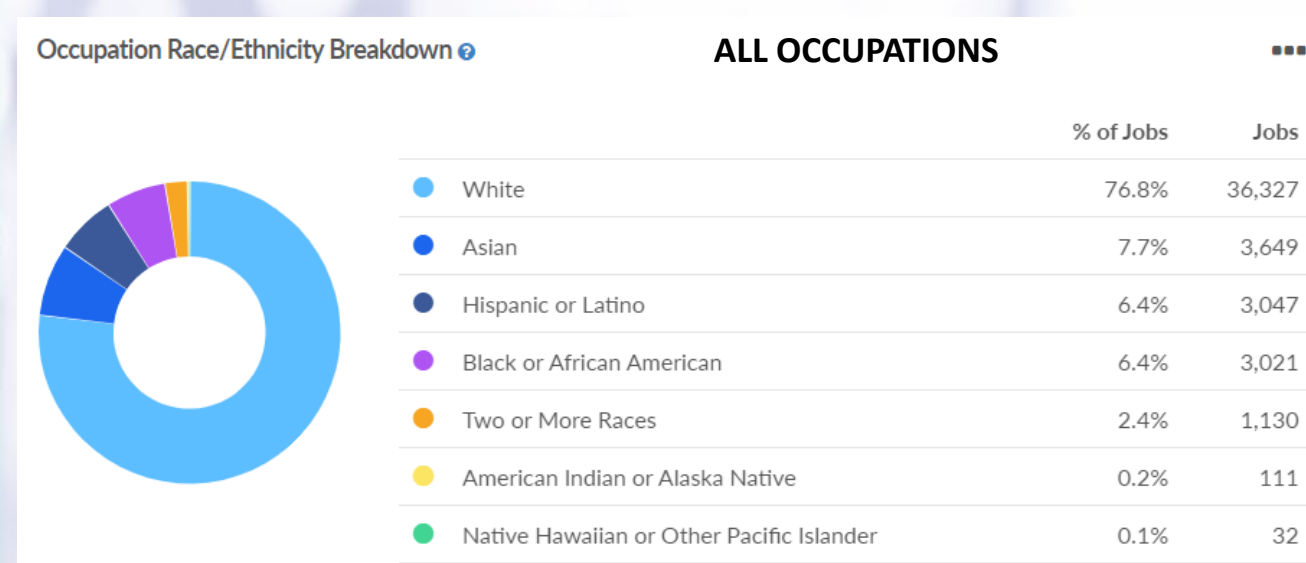 Occupation Race/Ethnicity Breakdown ? ALL OCCUPATIONS
% of Jobs Jobs
White 76.8% 36,327
Asian 7.7% 3,649
Hispanic or Latino 6.4% 3,047
Black or African American 6.4% 3,021
Two or More Races 2.4% 1,130
American Indian or Alaska Native 0.2% 111
Native Hawaiian or Other Pacific Islander 0.1% 32